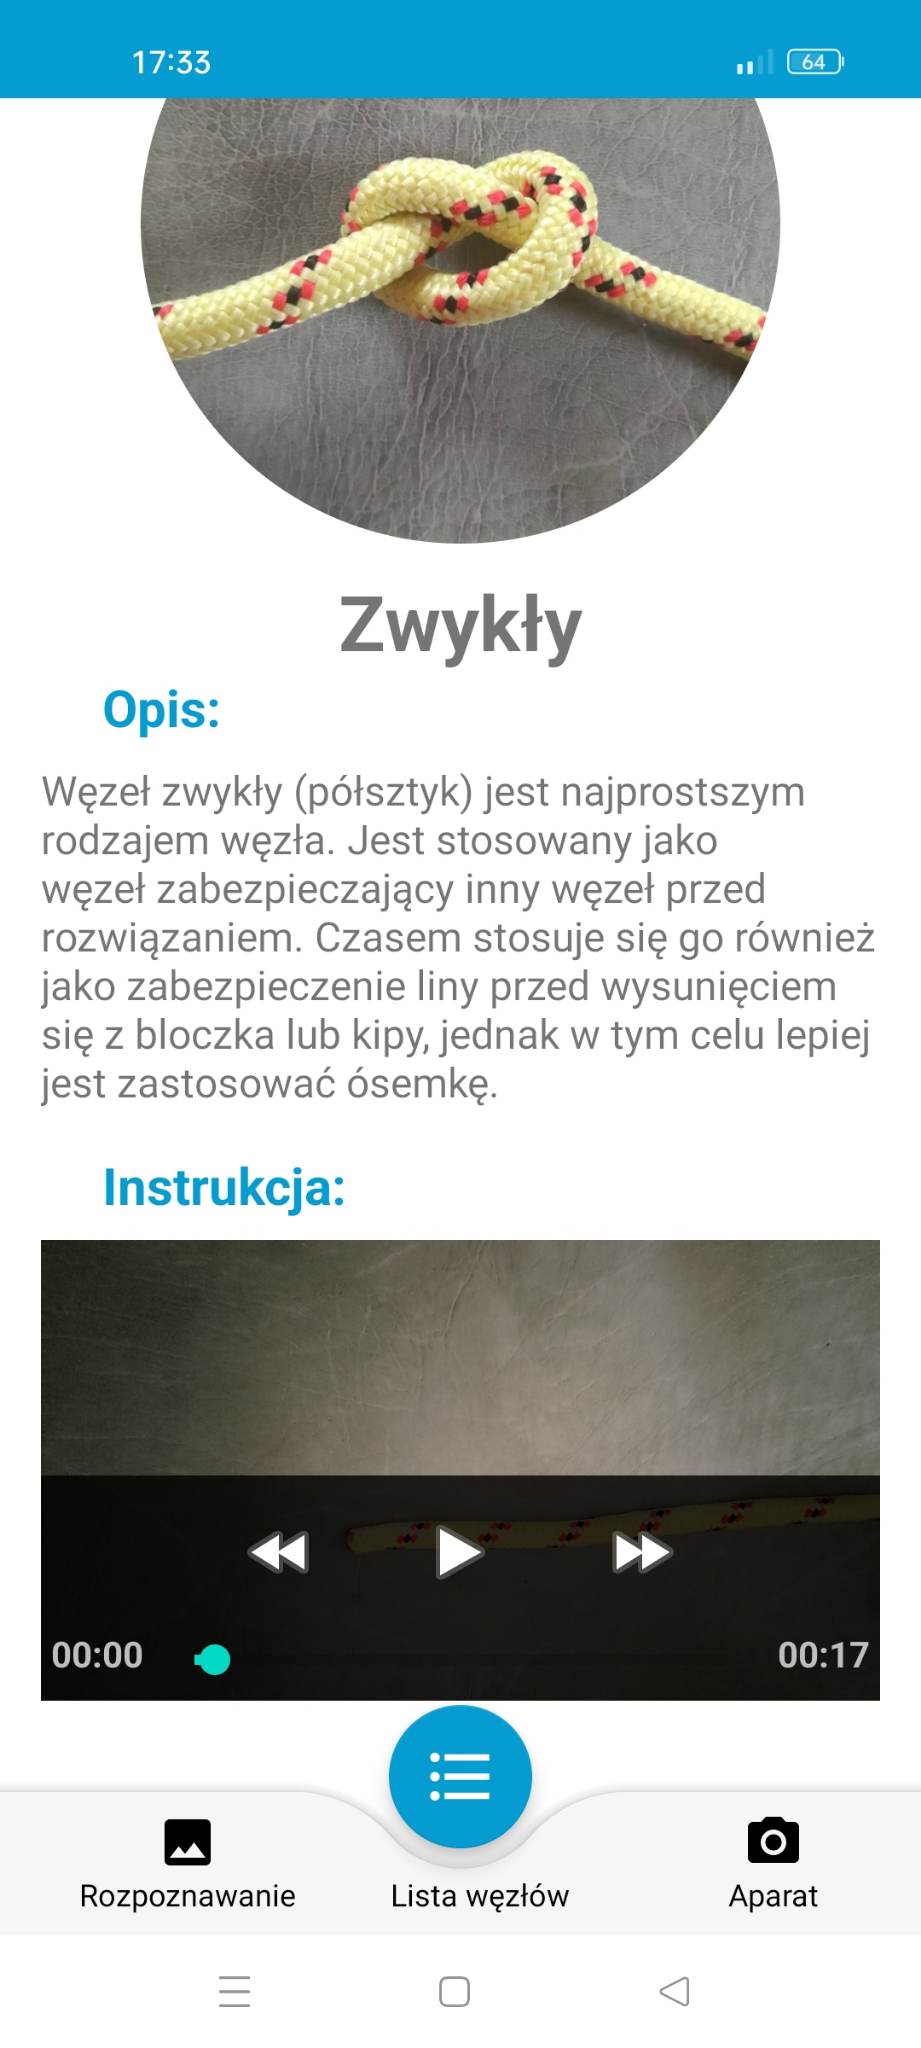 17:33
64
Zwykły
Opis:
Węzeł zwykły (półsztyk) jest najprostszym
rodzajem węzła. Jest stosowany jako
węzeł zabezpieczający inny węzeł przed
rozwiązaniem. Czasem stosuje się go również
jako zabezpieczenie liny przed wysunięciem
się z bloczka lub kipy, jednak w tym celu lepiej
jest zastosować ósemkę.
Instrukcja:
00:00
00:17
Rozpoznawanie
Lista węzłów
Aparat